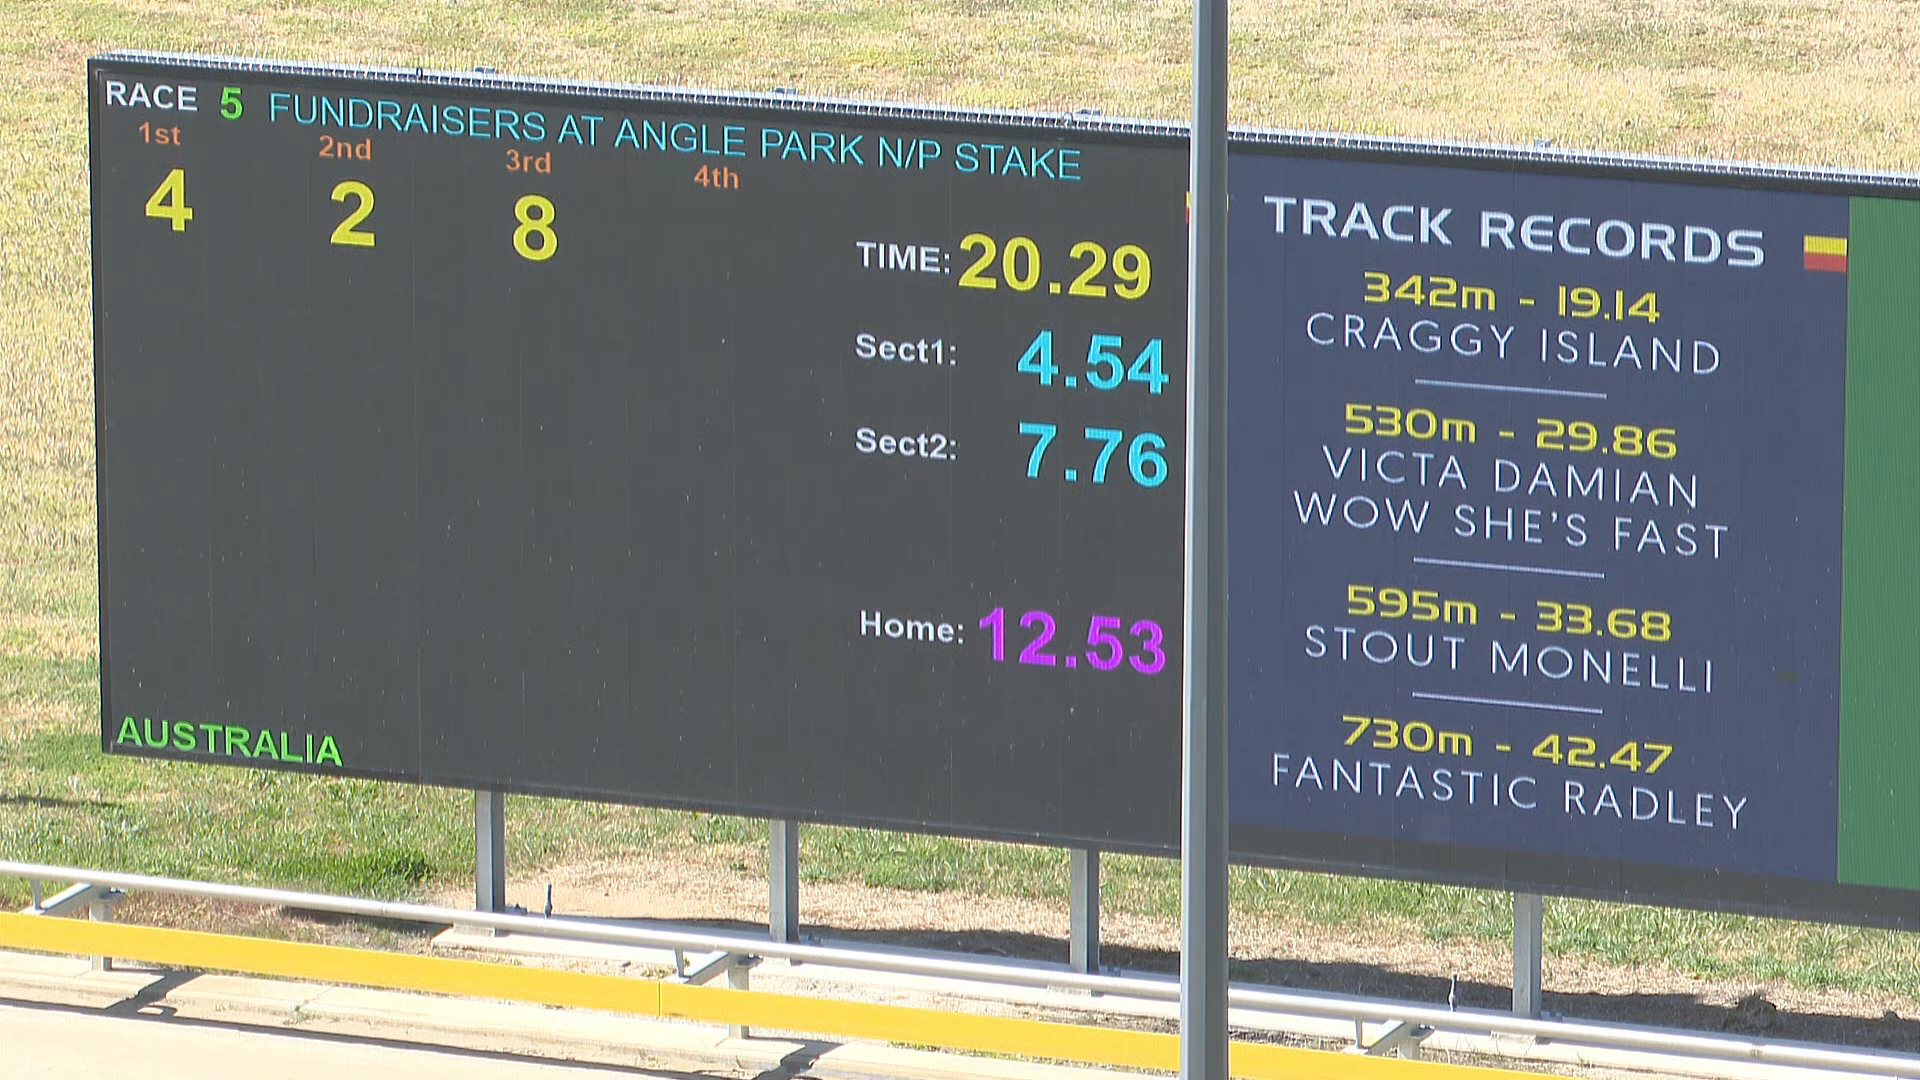 RACE 5 FUNDRAISERS AT ANGLE PARK N/P STAKE
1st 2nd 3rd 4th
4 2 8
TIME: 20.29
Sect1: 4.54
Sect2: 7.76
Home: 12.53
AUSTRALIA
TRACK RECORDS
342m - 19.14
CRAGGY ISLAND
530m - 29.86
VICTA DAMIAN
WOW SHE'S FAST
595m - 33.68
STOUT MONELLI
730m - 42.47
FANTASTIC RADLEY